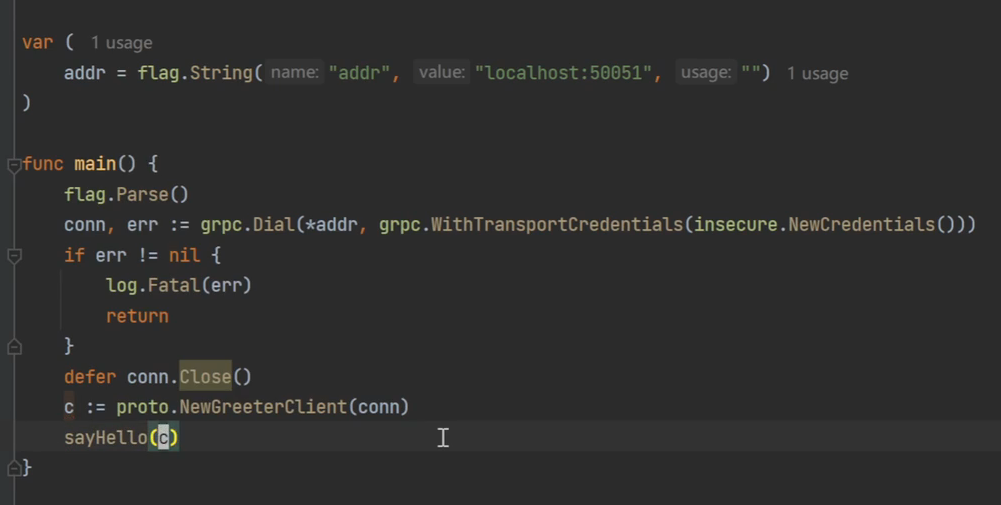 var ( 1 usage
addr = flag.String( name: "addr", value: "localhost:50051", usage: "") 1 usage
)
func main() {
flag.Parse()
conn, err := grpc.Dial(*addr, grpc.WithTransportCredentials(insecure.NewCredentials()))
if err != nil {
log.Fatal(err)
return
}
defer conn.Close()
c := proto.NewGreeterClient(conn)
sayHello(c)
}